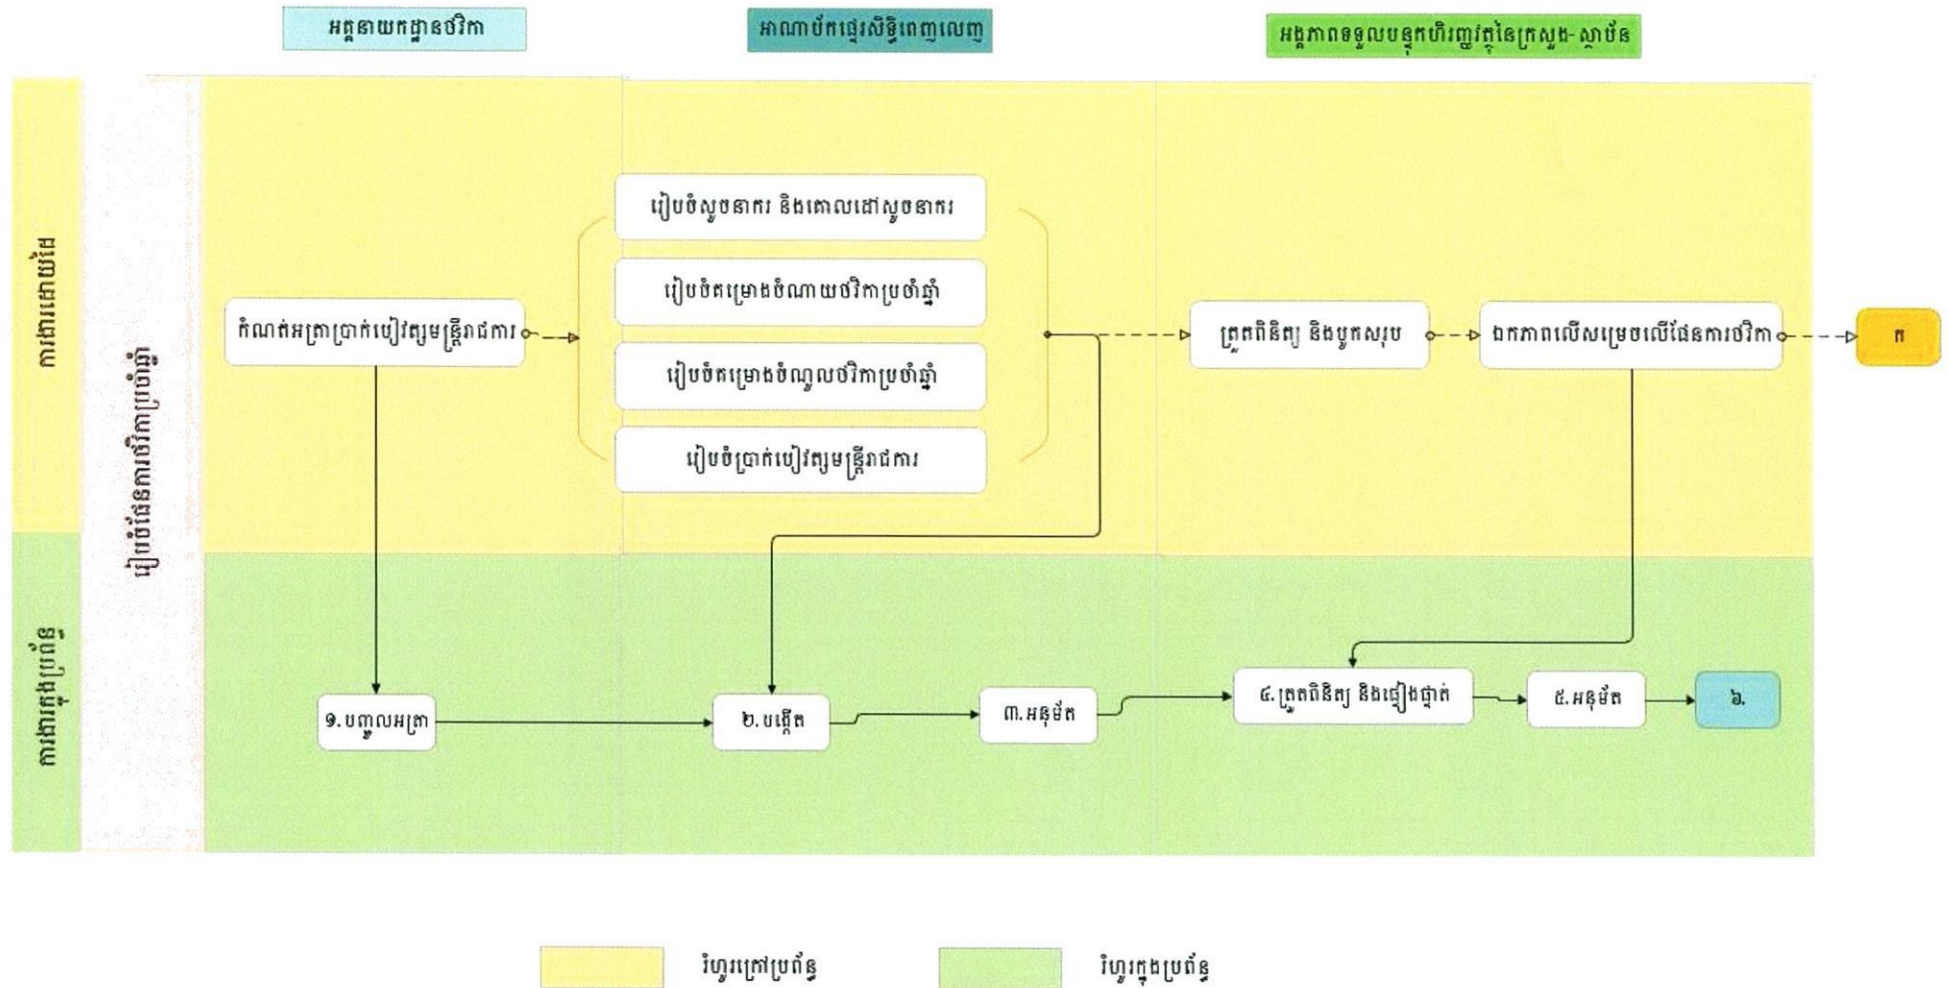 អគ្គនាយកដ្ឋានថវិកា
អាណាប័កផ្ទេរសិទ្ធិពេញលេញ
អង្គភាពទទួលបន្ទុកហិរញ្ញវត្ថុនៃក្រសួង-ស្ថាប័ន
ការងារដោយដៃ
រៀបចំផែនការថវិកាប្រចាំឆ្នាំ
ការងារក្នុងប្រព័ន្ធ
កំណត់អត្រាប្រាក់បៀវត្សមន្ត្រីរាជការ
រៀបចំសូចនាករ និងគោលដៅសូចនាករ
រៀបចំគម្រោងចំណាយថវិកាប្រចាំឆ្នាំ
រៀបចំគម្រោងចំណូលថវិកាប្រចាំឆ្នាំ
រៀបចំប្រាក់បៀវត្សមន្ត្រីរាជការ
ត្រួតពិនិត្យ និងបូកសរុប
ឯកភាពលើសម្រេចលើផែនការថវិកា
ក
១.បញ្ចូលអត្រា
២.បង្កើត
៣.អនុម័ត
៤.ត្រួតពិនិត្យ និងផ្ទៀងផ្ទាត់
៥.អនុម័ត
៦.
រំហូរក្រៅប្រព័ន្ធ
រំហូរក្នុងប្រព័ន្ធ